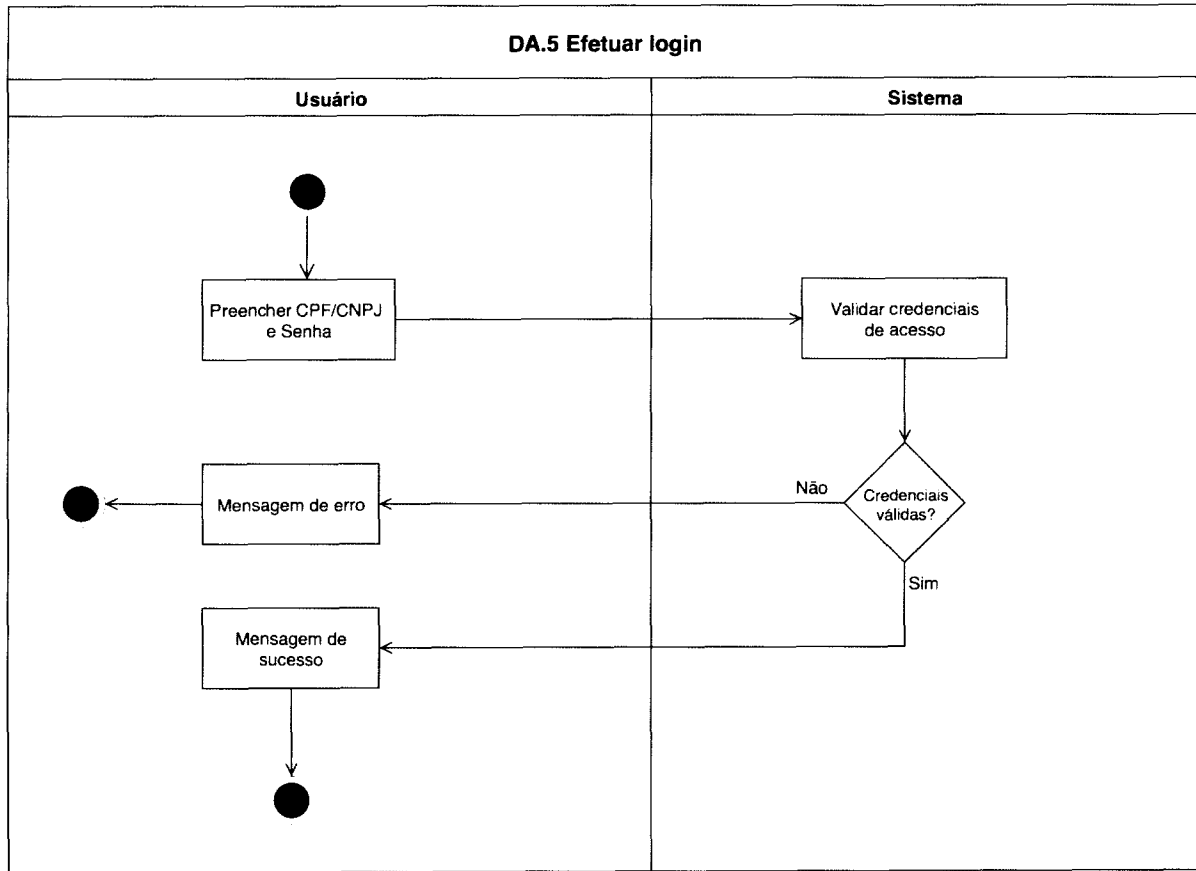 DA.5 Efetuar login
Usuário
Sistema
Preencher CPF/CNPJ
e Senha
Validar credenciais
de acesso
Mensagem de erro
Não
Credenciais
válidas?
Sim
Mensagem de
sucesso